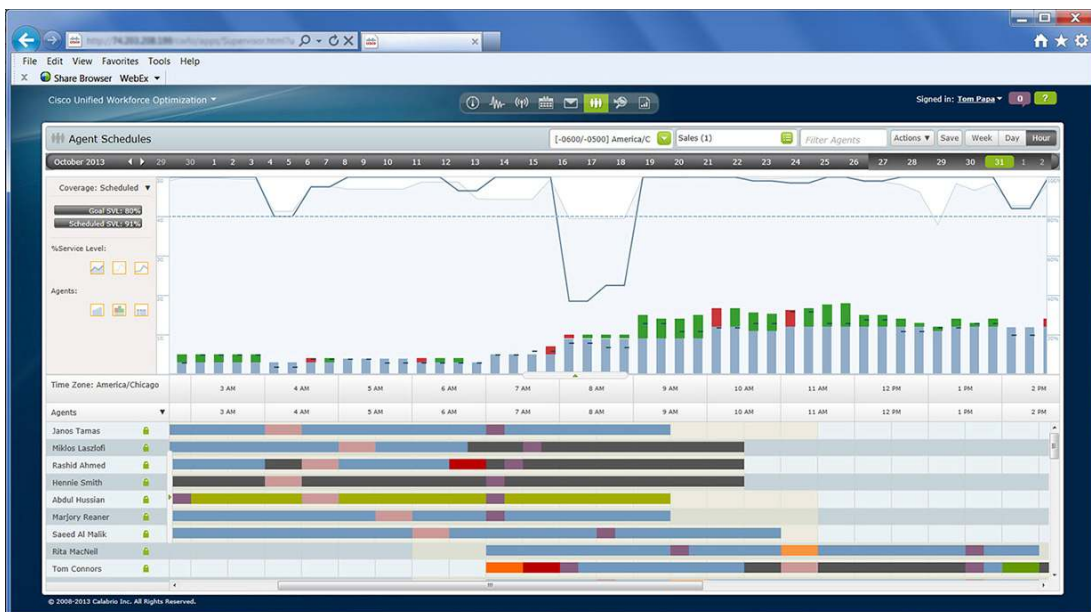 File Edit View Favorites Tools Help
x Share Browser WebEx
Cisco Unified Workforce Optimization
Signed in: Tom Papa 0 ?
Agent Schedules
[-0600/-0500] America/C
Sales (1)
Filter Agents
Actions Save Week Day Hour
October 2013 29 30 1 2 3 4 5 6 7 8 9 10 11 12 13 14 15 16 17 18 19 20 21 22 23 24 25 26 27 28 29 30 31 1 2
Coverage: Scheduled
Goal SVL: 80%
Scheduled SVL: 91%
%Service Level:
Agents:
Time Zone: America/Chicago 3 AM 4 AM 5 AM 6 AM 7 AM 8 AM 9 AM 10 AM 11 AM 12 PM 1 PM 2 PM
Agents 3 AM 4 AM 5 AM 6 AM 7 AM 8 AM 9 AM 10 AM 11 AM 12 PM 1 PM 2 PM
Janos Tamas
Miklos Laszlofi
Rashid Ahmed
Hennie Smith
Abdul Hussian
Marjory Reaner
Saeed Al Malik
Rita MacNeil
Tom Connors
© 2008-2013 Calabrio Inc. All Rights Reserved.